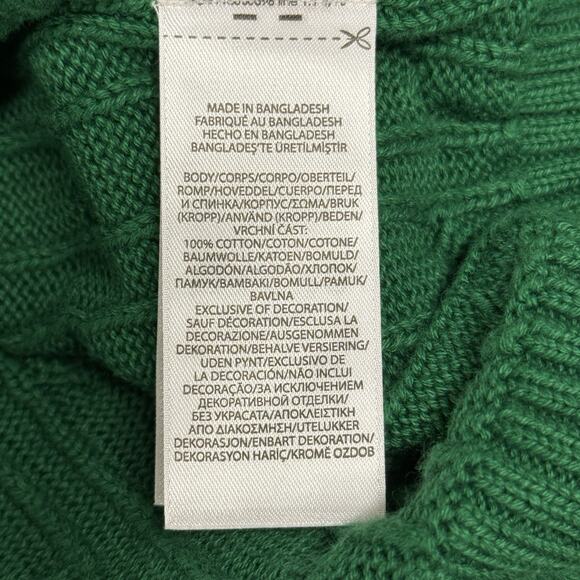 MADE IN BANGLADESH
FABRIQUÉ AU BANGLADESH
HECHO EN BANGLADESH
BANGLADEŞ'TE ÜRETİLMİŞTİR
BODY/CORPS/CORPO/OBERTEIL/
ROMP/HOVEDDEL/CUERPO/ПЕРЕД
И СПИНКА/КОРПУС/ΣΩΜΑ/BRUK
(KROPP)/ANVÄND (KROPP)/BEDEN/
VRCHNÍ ČÁST:
100% COTTON/COTON/COTONE/
BAUMWOLLE/KATOEN/BOMULD/
ALGODÓN/ALGODÃO/ХЛОПОК/
ПАМУК/ΒΑΜΒΑΚΙ/BOMULL/PAMUK/
BAVLNA
EXCLUSIVE OF DECORATION/
SAUF DÉCORATION/ESCLUSA LA
DECORAZIONE/AUSGENOMMEN
DEKORATION/BEHALVE VERSIERING/
UDEN PYNT/EXCLUSIVO DE
LA DECORACIÓN/NÃO INCLUI
DECORAÇÃO/ЗА ИСКЛЮЧЕНИЕМ
ДЕКОРАТИВНОЙ ОТДЕЛКИ/
БЕЗ УКРАСАТА/ΑΠΟΚΛΕΙΣΤΙΚΗ
ΑΠΟ ΔΙΑΚΟΣΜΗΣΗ/UTELUKKER
DEKORASJON/ENBART DEKORATION/
DEKORASYON HARİÇ/KROMĚ OZDOB